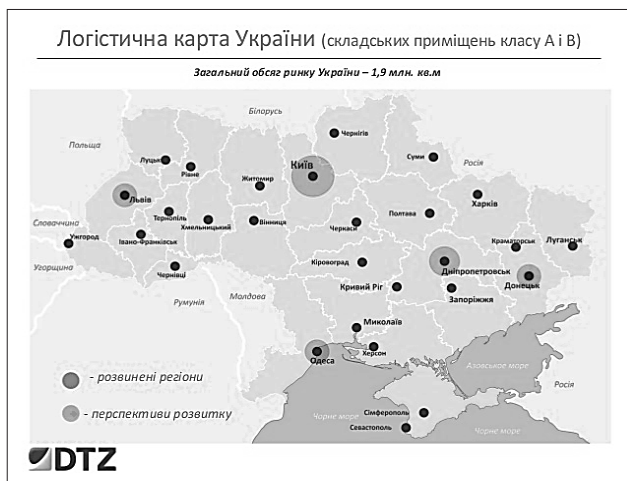 Логістична карта України (складських приміщень класу А і В)
Загальний обсяг ринку України – 1,9 млн. кв.м
Білорусь
Чернігів
Польща
Суми
Росія
Луцьк
Рівне
Київ
Житомир
Львів
Харків
Тернопіль
Хмельницький
Вінниця
Черкаси
Полтава
Словаччина
Ужгород
Івано-Франківськ
Краматорськ
Луганськ
Угорщина
Чернівці
Кіровоград
Дніпропетровськ
Донецьк
Румунія
Молдова
Кривий Ріг
Запоріжжя
Миколаїв
Херсон
Одеса
Азовське море
Росія
- розвинені регіони
- перспективи розвитку
Чорне море
Сімферополь
Севастополь
Чорне море
DTZ